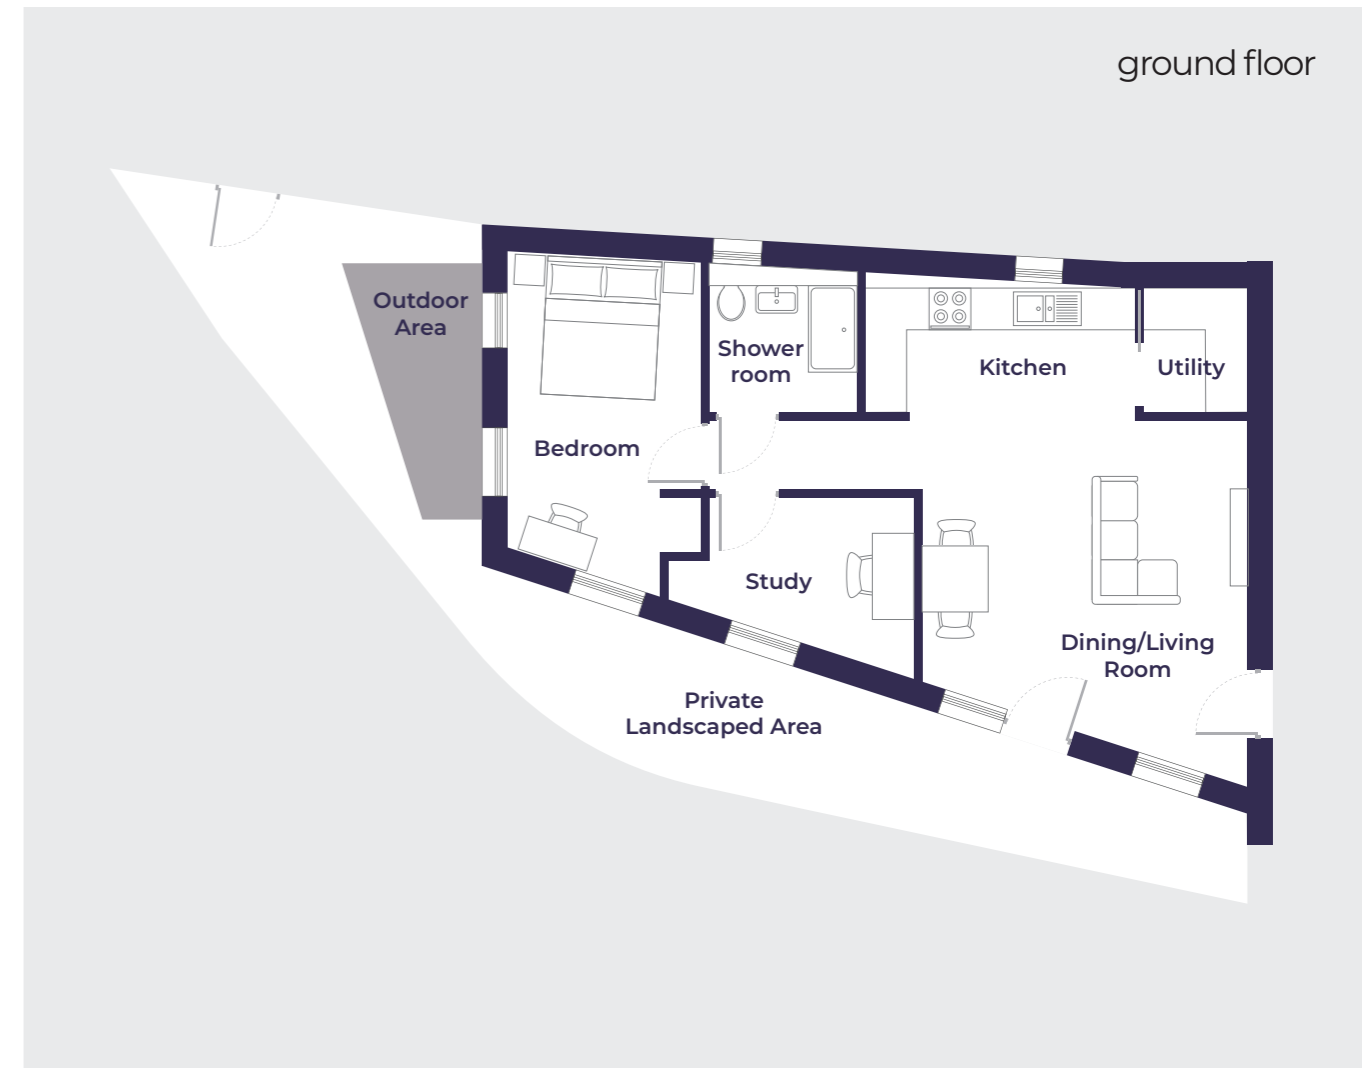 ground floor
Outdoor
Area
Shower
room
Kitchen
Utility
Bedroom
Study
Dining/Living
Room
Private
Landscaped Area